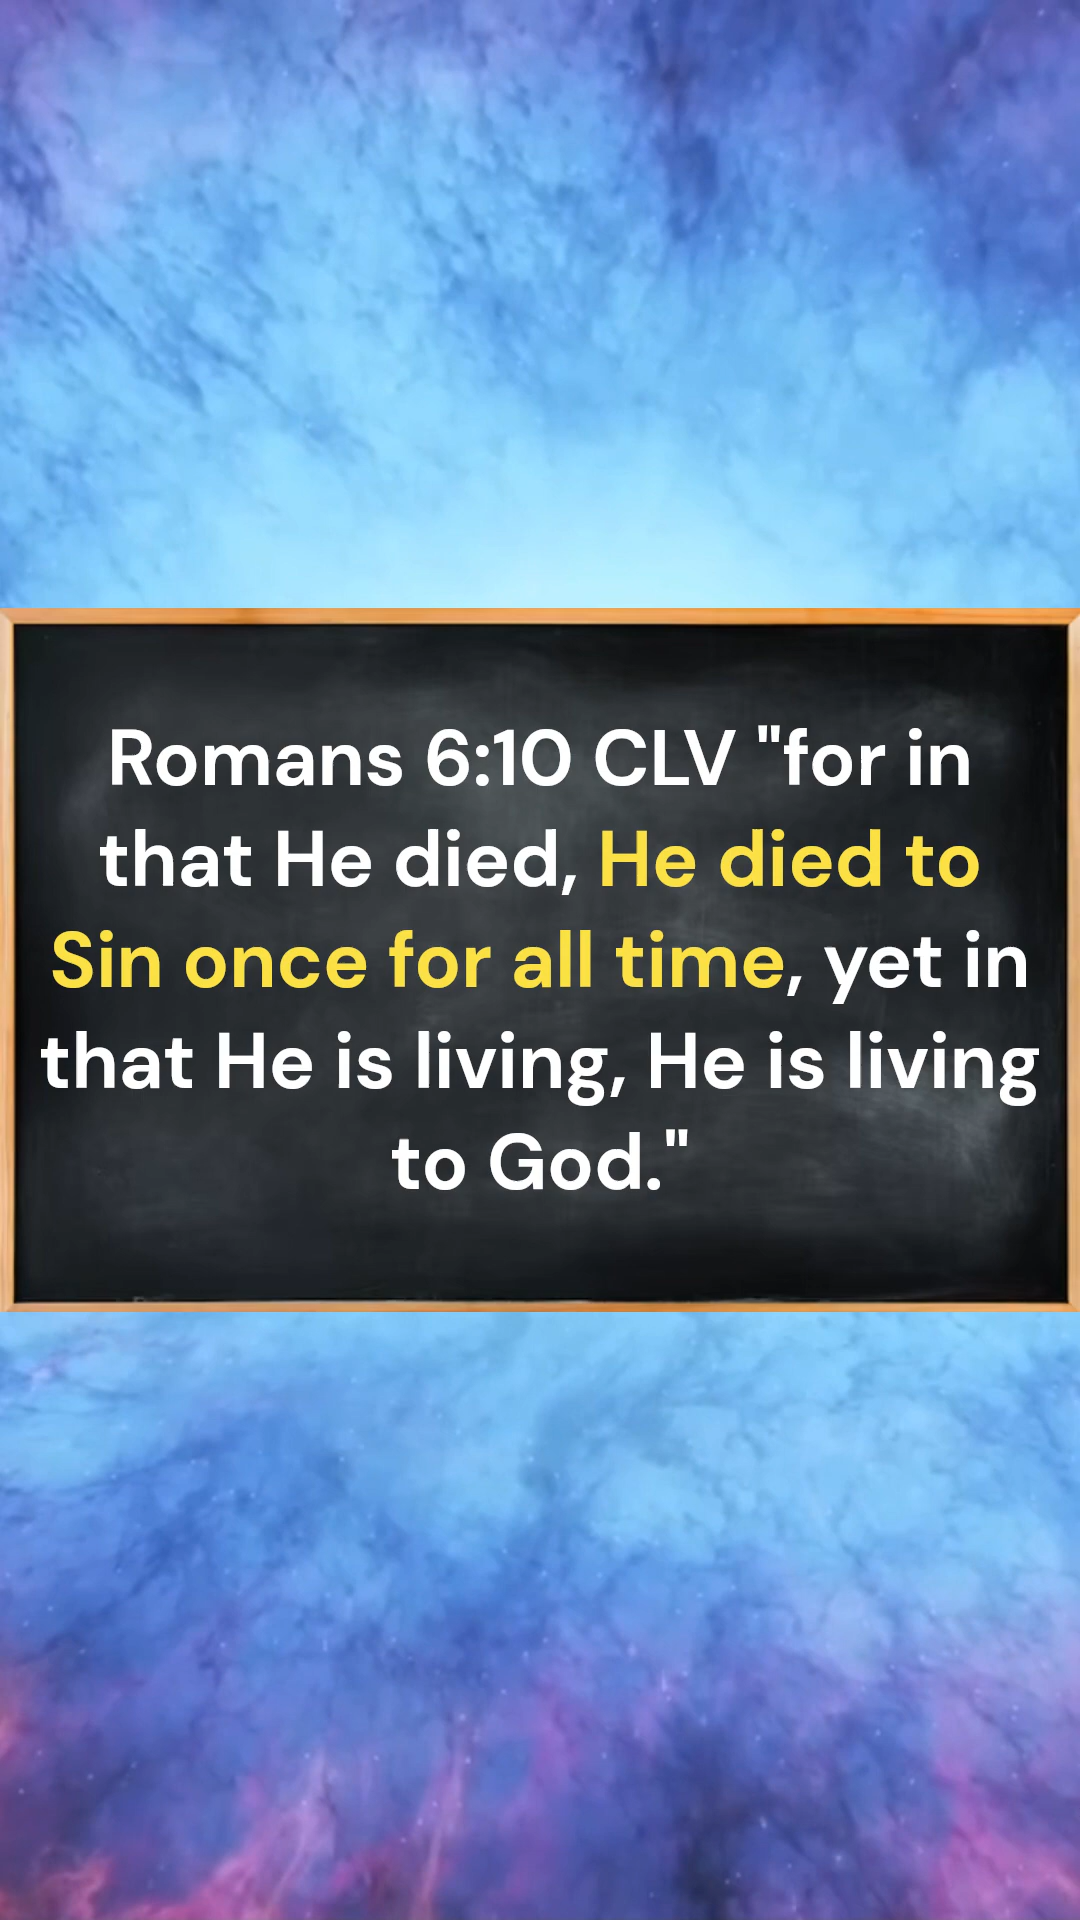 Romans 6:10 CLV "for in
that He died, He died to
Sin once for all time, yet in
that He is living, He is living
to God."